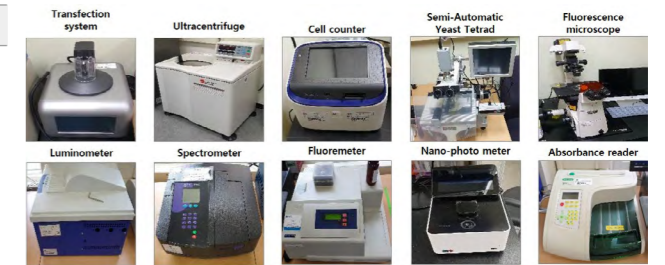 Transfection
system
Ultracentrifuge
Cell counter
Semi-Automatic
Yeast Tetrad
Fluorescence
microscope
Luminometer
Spectrometer
Fluoremeter
Nano-photo meter
Absorbance reader